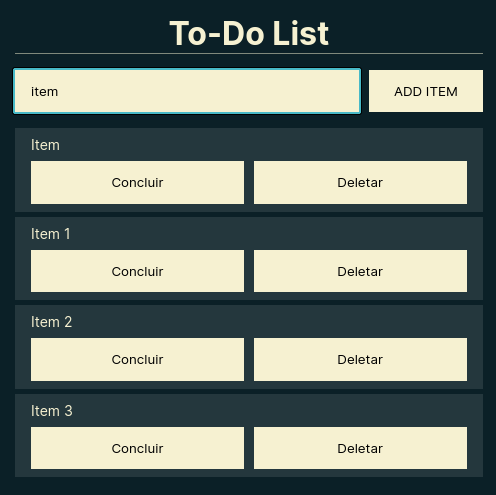 To-Do List
item ADD ITEM
Item
Concluir Deletar
Item 1
Concluir Deletar
Item 2
Concluir Deletar
Item 3
Concluir Deletar